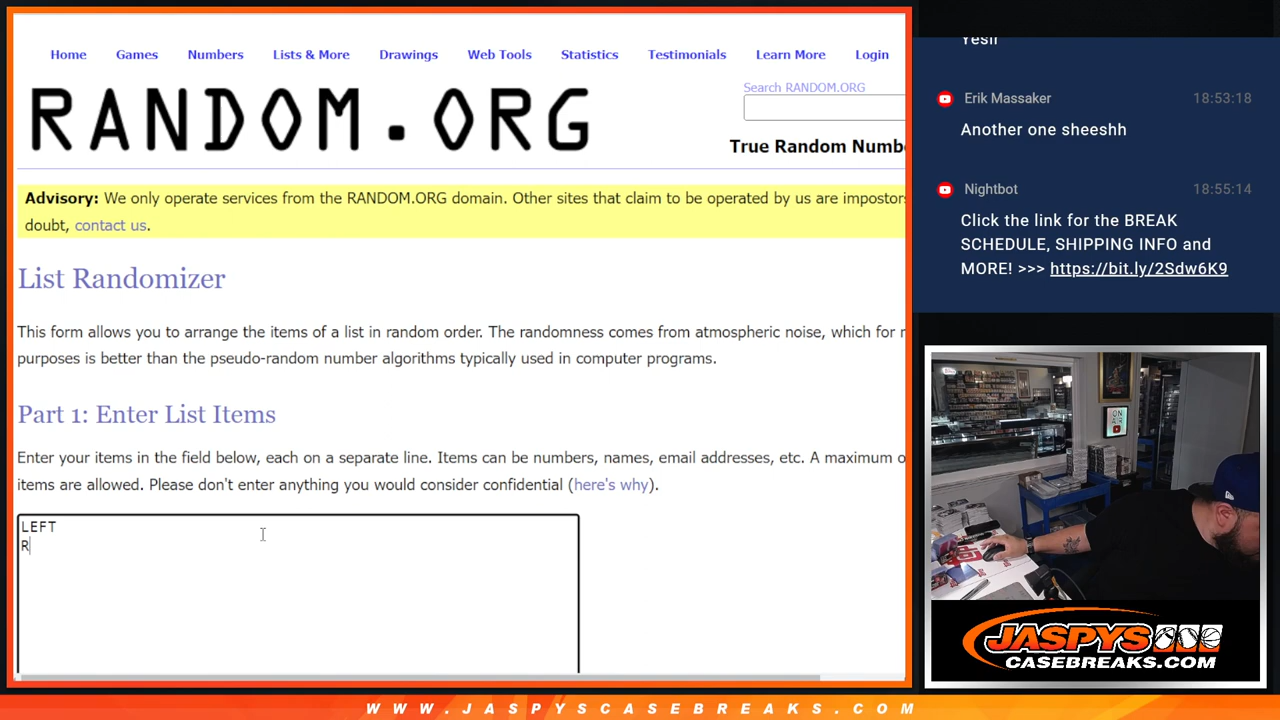 Home Games Numbers Lists & More Drawings Web Tools Statistics Testimonials Learn More Login
RANDOM.ORG
Search RANDOM.ORG
True Random Numb
Advisory: We only operate services from the RANDOM.ORG domain. Other sites that claim to be operated by us are impostors
doubt, contact us.
List Randomizer
This form allows you to arrange the items of a list in random order. The randomness comes from atmospheric noise, which for
purposes is better than the pseudo-random number algorithms typically used in computer programs.
Part 1: Enter List Items
Enter your items in the field below, each on a separate line. Items can be numbers, names, email addresses, etc. A maximum
items are allowed. Please don't enter anything you would consider confidential (here's why).
LEFT
R
Yesir
Erik Massaker 18:53:18
Another one sheeshh
Nightbot 18:55:14
Click the link for the BREAK
SCHEDULE, SHIPPING INFO and
MORE! >>> https://bit.ly/2Sdw6K9
ON
AIR
JASPYS
CASEBREAKS.COM
WWW.JASPYSCASEBREAKS.COM